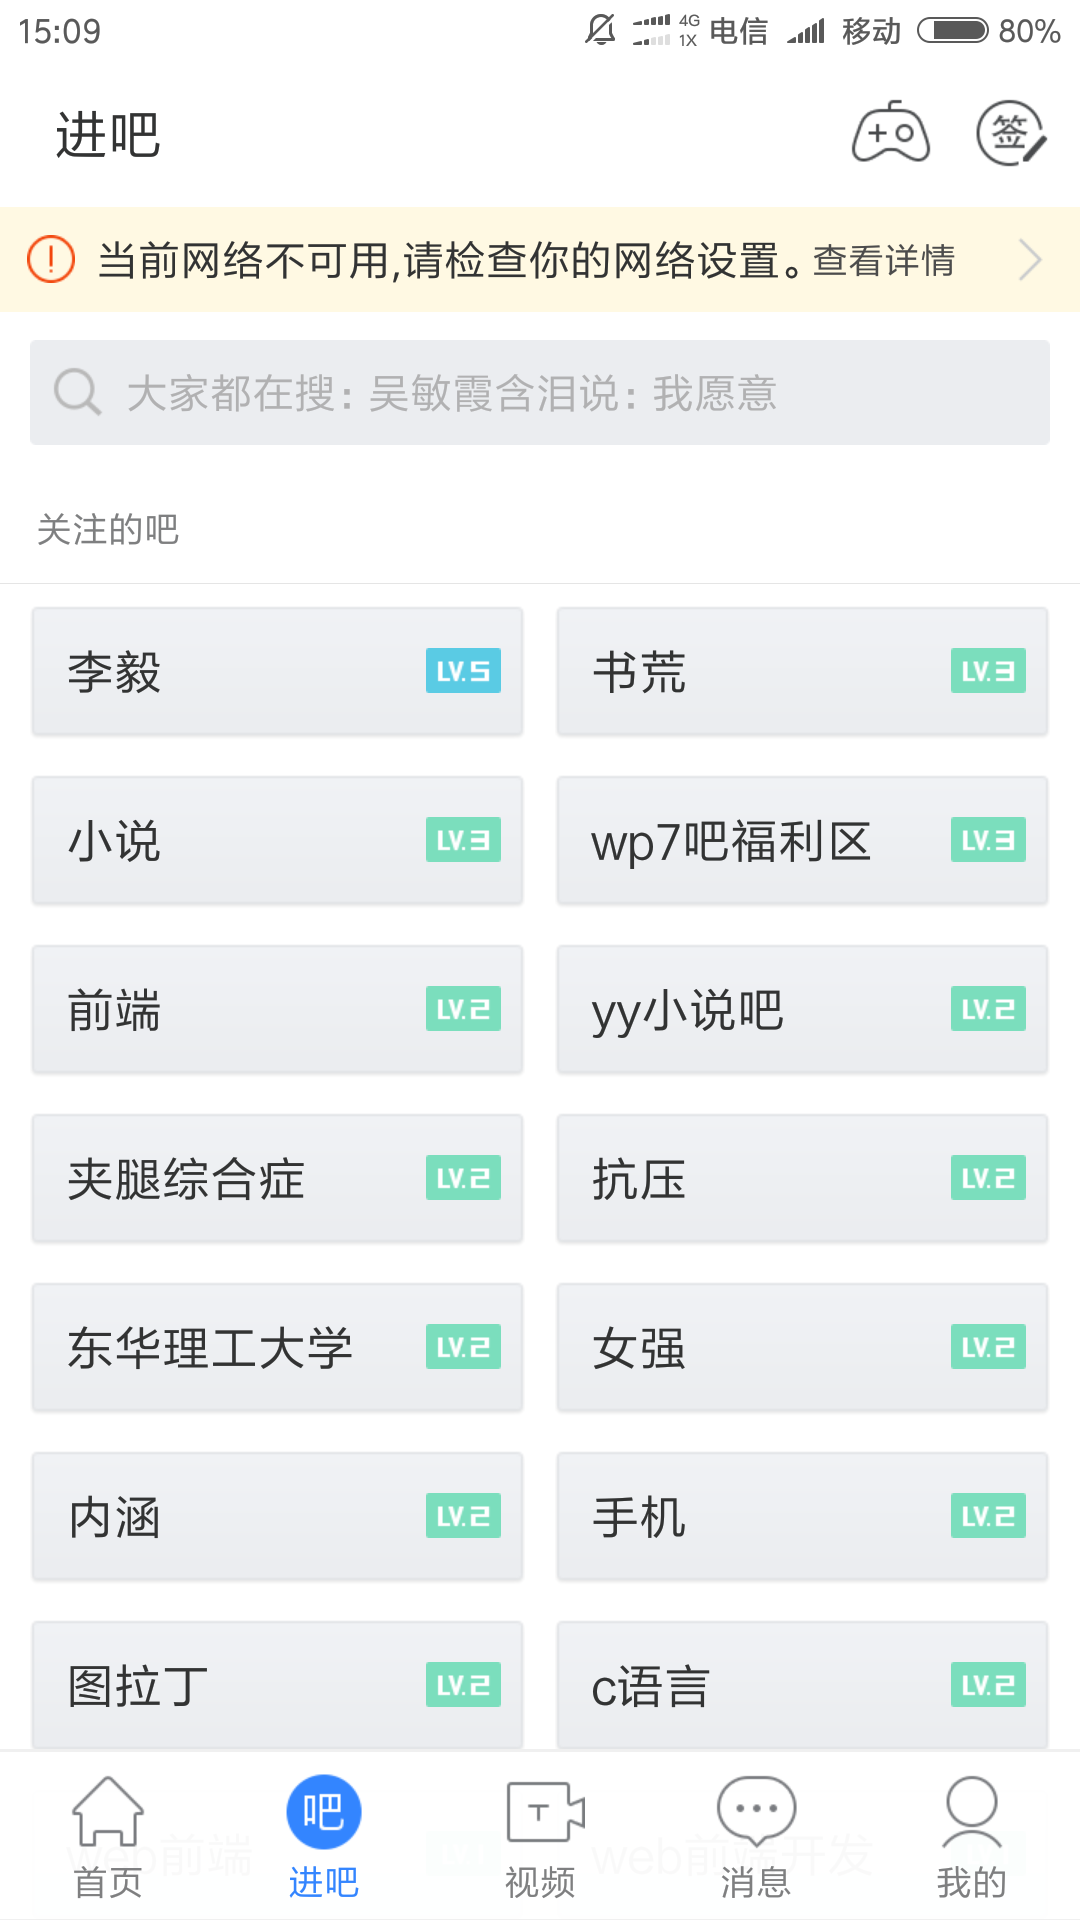 15:09 4G 1X 电信 移动 80%
进吧 签
当前网络不可用,请检查你的网络设置。查看详情
大家都在搜: 吴敏霞含泪说: 我愿意
关注的吧
李毅 LV.5 书荒 LV.3
小说 LV.3 wp7吧福利区 LV.3
前端 LV.2 yy小说吧 LV.2
夹腿综合症 LV.2 抗压 LV.2
东华理工大学 LV.2 女强 LV.2
内涵 LV.2 手机 LV.2
图拉丁 LV.2 c语言 LV.2
吧 T
web前端 web前端开发
首页 进吧 视频 消息 我的